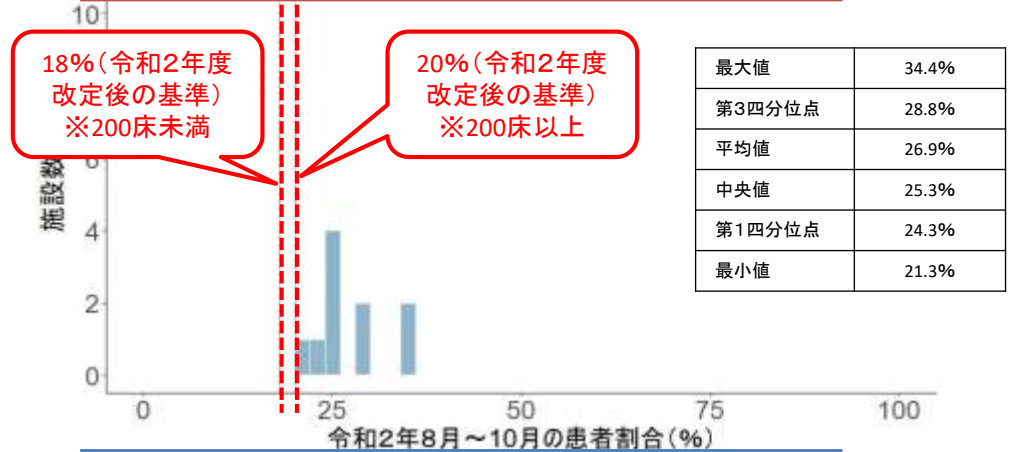 10
18%(令和2年度
改定後の基準)
※200床未満
20%(令和2年度
改定後の基準)
※200床以上
最大値 34.4%
第3四分位点 28.8%
平均値 26.9%
中央値 25.3%
第1四分位点 24.3%
最小値 21.3%
施設数
6
4
2
0
0 25 50 75 100
令和2年8月~10月の患者割合(%)